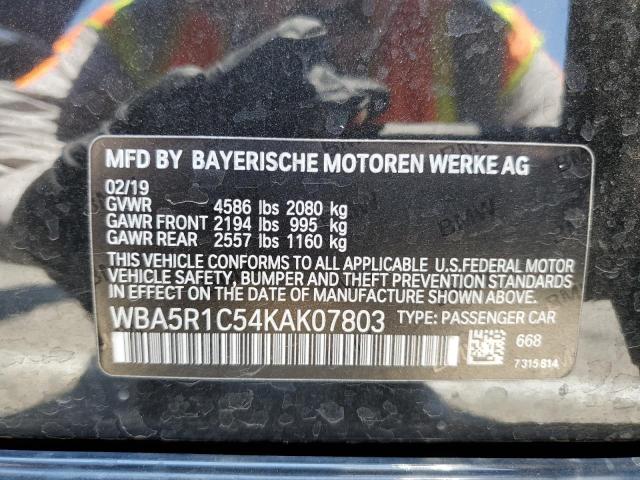 MFD BY BAYERISCHE MOTOREN WERKE AG
02/19
GVWR 4586 lbs 2080 kg
GAWR FRONT 2194 lbs 995 kg
GAWR REAR 2557 lbs 1160 kg
THIS VEHICLE CONFORMS TO ALL APPLICABLE U.S.FEDERAL MOTOR
VEHICLE SAFETY, BUMPER AND THEFT PREVENTION STANDARDS
IN EFFECT ON THE DATE OF MANUFACTURE SHOWN ABOVE.
WBA5R1C54KAK07803 TYPE: PASSENGER CAR
668
7315814